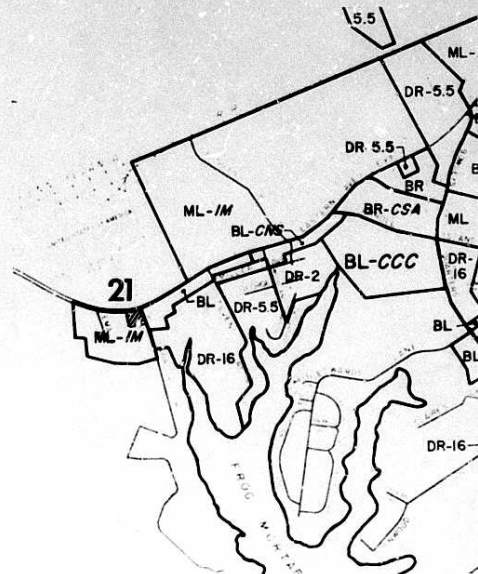 5.5
ML-
DR-5.5
DR 5.5
BR
B
ML-IM
BL-CNS
BR-CSA
ML
BL-CCC
DR-16
DR-2
21
BL
DR-5.5
ML-IM
DR-16
BL
BL
DR-16
FROG MORTAR